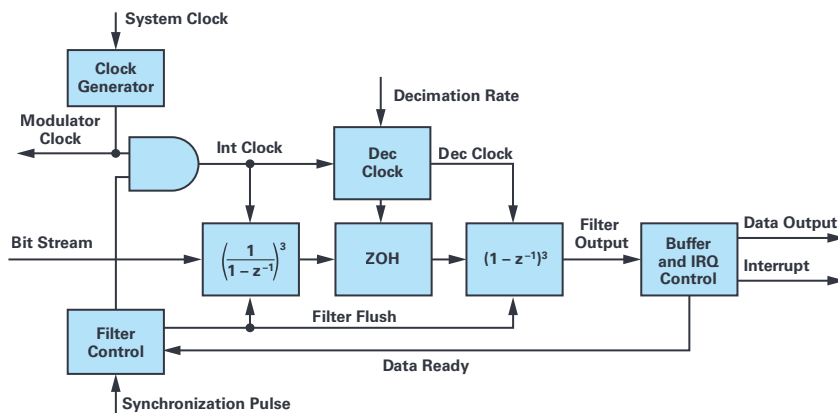 System Clock
Clock
Generator
Decimation Rate
Modulator
Clock
Int Clock
Dec
Clock
Dec Clock
Bit Stream
(1/(1 – z⁻¹))³
ZOH
(1 – z⁻¹)³
Filter
Output
Buffer
and IRQ
Control
Data Output
Interrupt
Filter
Control
Filter Flush
Data Ready
Synchronization Pulse